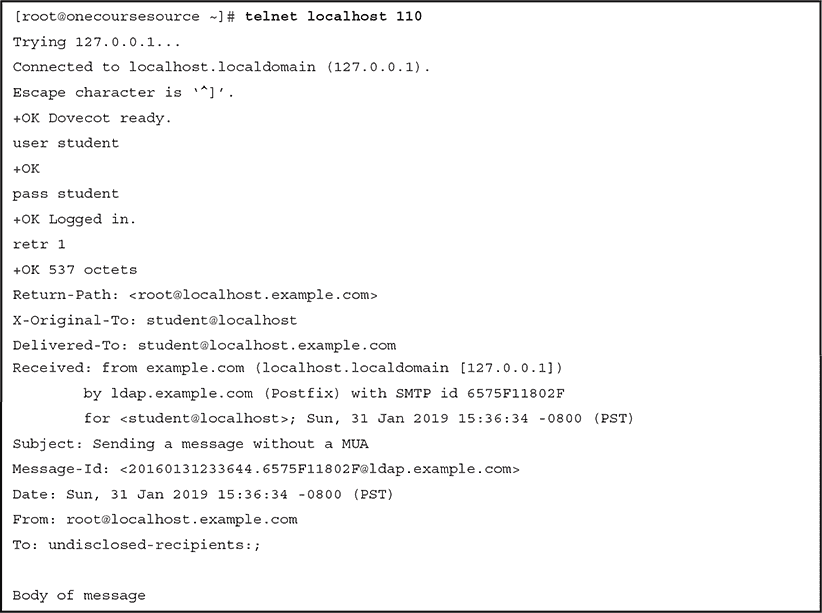 [root@onecoursesource ~]# telnet localhost 110
Trying 127.0.0.1...
Connected to localhost.localdomain (127.0.0.1).
Escape character is ‘^]’.
+OK Dovecot ready.
user student
+OK
pass student
+OK Logged in.
retr 1
+OK 537 octets
Return-Path: <root@localhost.example.com>
X-Original-To: student@localhost
Delivered-To: student@localhost.example.com
Received: from example.com (localhost.localdomain [127.0.0.1])
        by ldap.example.com (Postfix) with SMTP id 6575F11802F
        for <student@localhost>; Sun, 31 Jan 2019 15:36:34 -0800 (PST)
Subject: Sending a message without a MUA
Message-Id: <20160131233644.6575F11802F@ldap.example.com>
Date: Sun, 31 Jan 2019 15:36:34 -0800 (PST)
From: root@localhost.example.com
To: undisclosed-recipients:;

Body of message